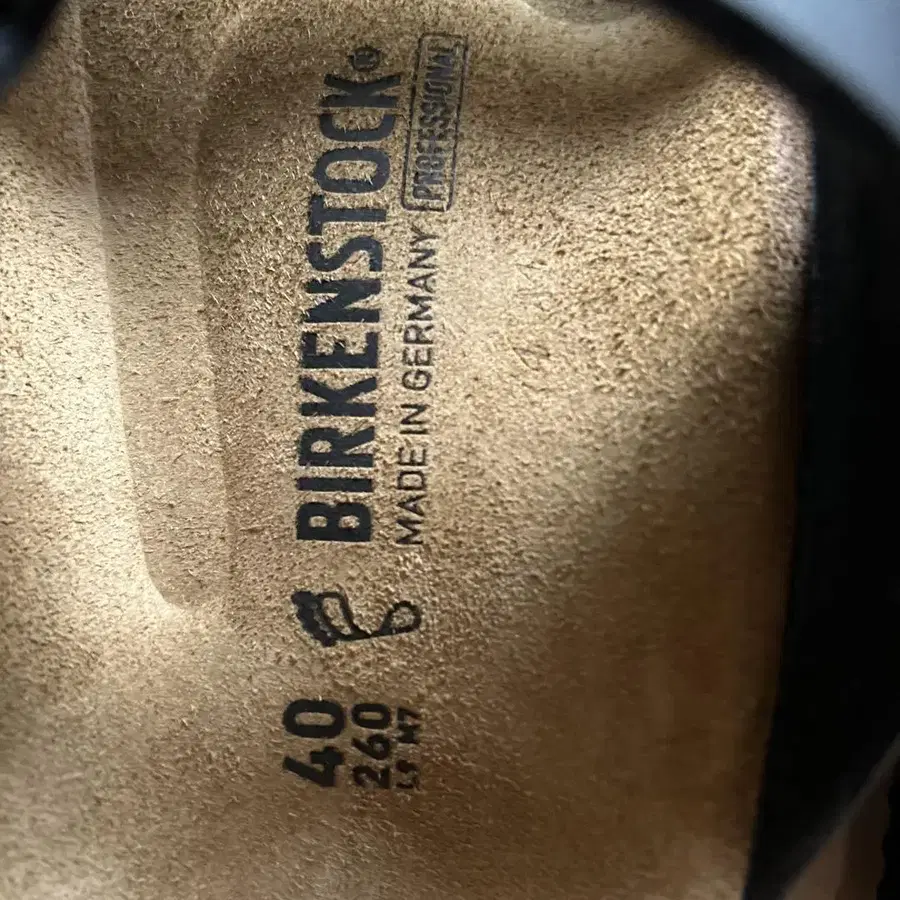 BIRKENSTOCK®
MADE IN GERMANY PROFESSIONAL
40
260
L9 M7